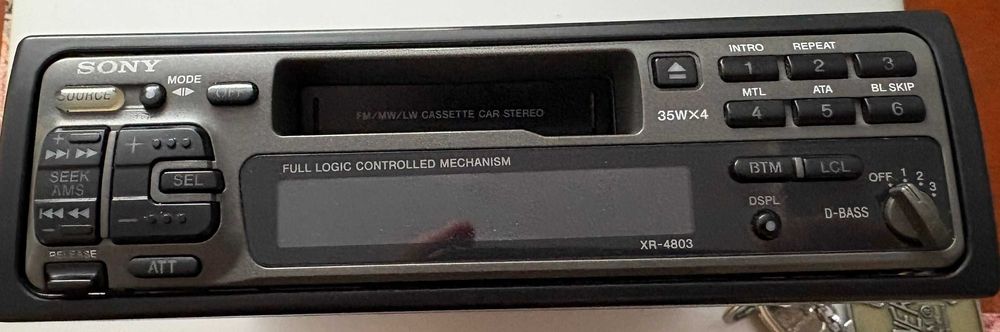 SONY
MODE
SOURCE
OFF
SEEK
AMS
SEL
RELEASE
ATT
FM/MW/LW CASSETTE CAR STEREO
FULL LOGIC CONTROLLED MECHANISM
XR-4803
35W×4
INTRO
REPEAT
1
2
3
MTL
ATA
BL SKIP
4
5
6
BTM
LCL
DSPL
D-BASS
OFF
1
2
3